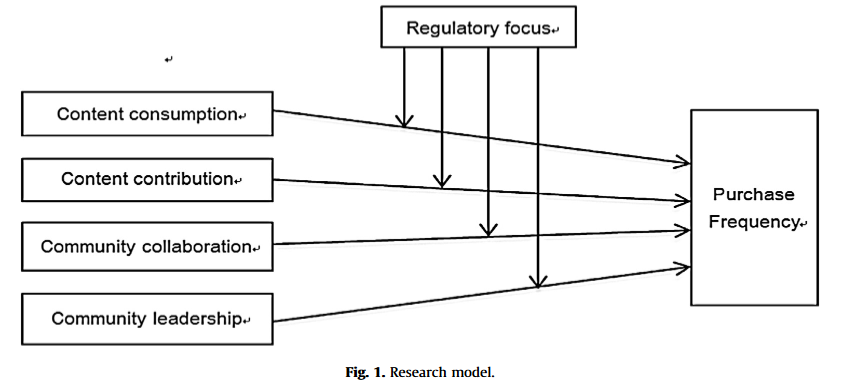 Regulatory focus↵
↵
Content consumption↵
Content contribution↵
Community collaboration↵
Community leadership↵
Purchase
Frequency↵
Fig. 1. Research model.